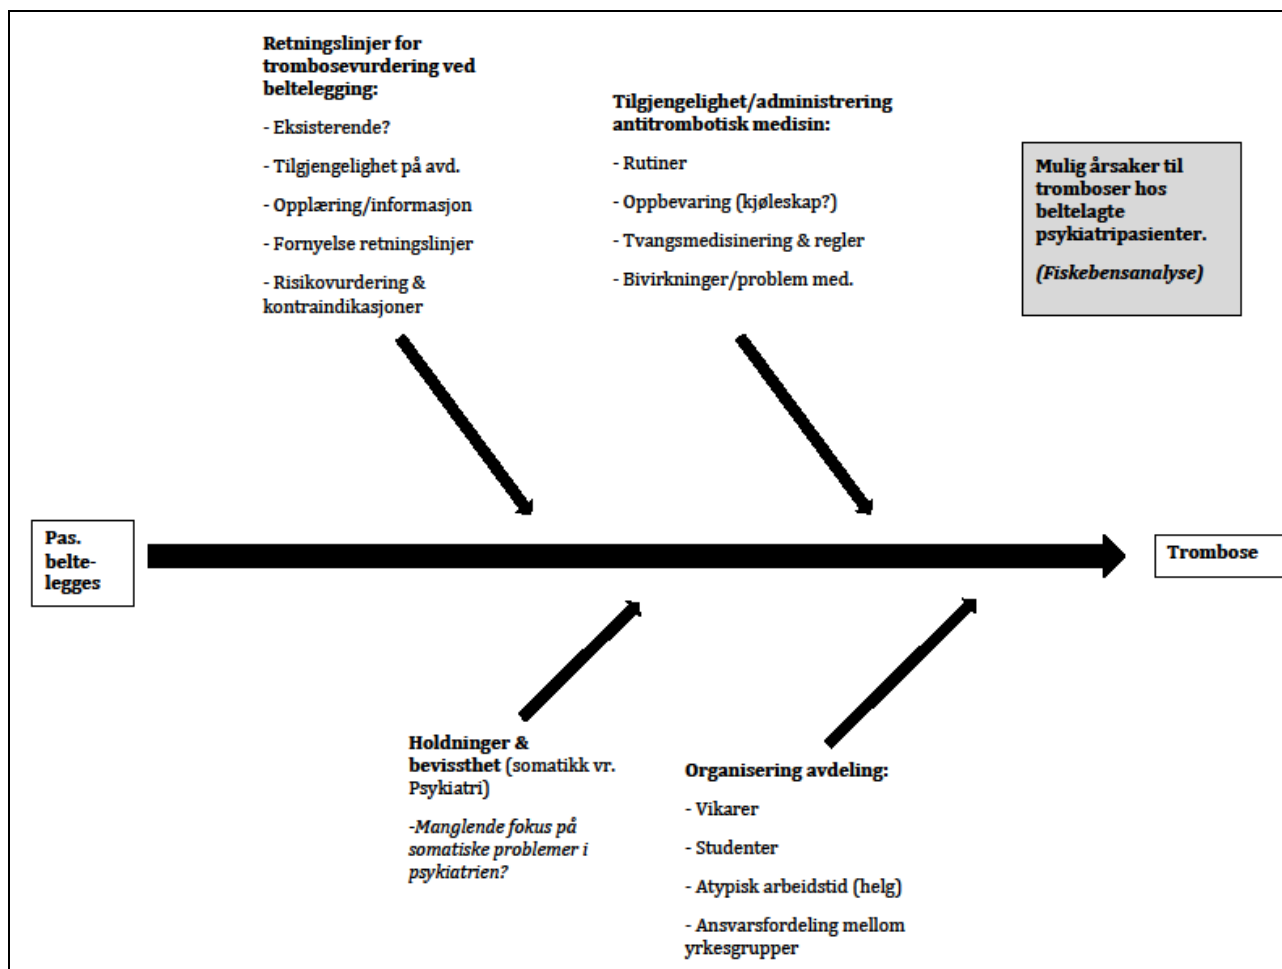 Retningslinjer for
trombosevurdering ved
beltelegging:
- Eksisterende?
- Tilgjengelighet på avd.
- Opplæring/informasjon
- Fornyelse retningslinjer
- Risikovurdering &
kontraindikasjoner
Tilgjengelighet/administrering
antitrombotisk medisin:
- Rutiner
- Oppbevaring (kjøleskap?)
- Tvangsmedisinering & regler
- Bivirkninger/problem med.
Mulig årsaker til
tromboser hos
beltelagte
psykiatripasienter.
(Fiskebensanalyse)
Pas.
belte-
legges
Trombose
Holdninger &
bevissthet (somatikk vr.
Psykiatri)
-Manglende fokus på
somatiske problemer i
psykiatrien?
Organisering avdeling:
- Vikarer
- Studenter
- Atypisk arbeidstid (helg)
- Ansvarsfordeling mellom
yrkesgrupper